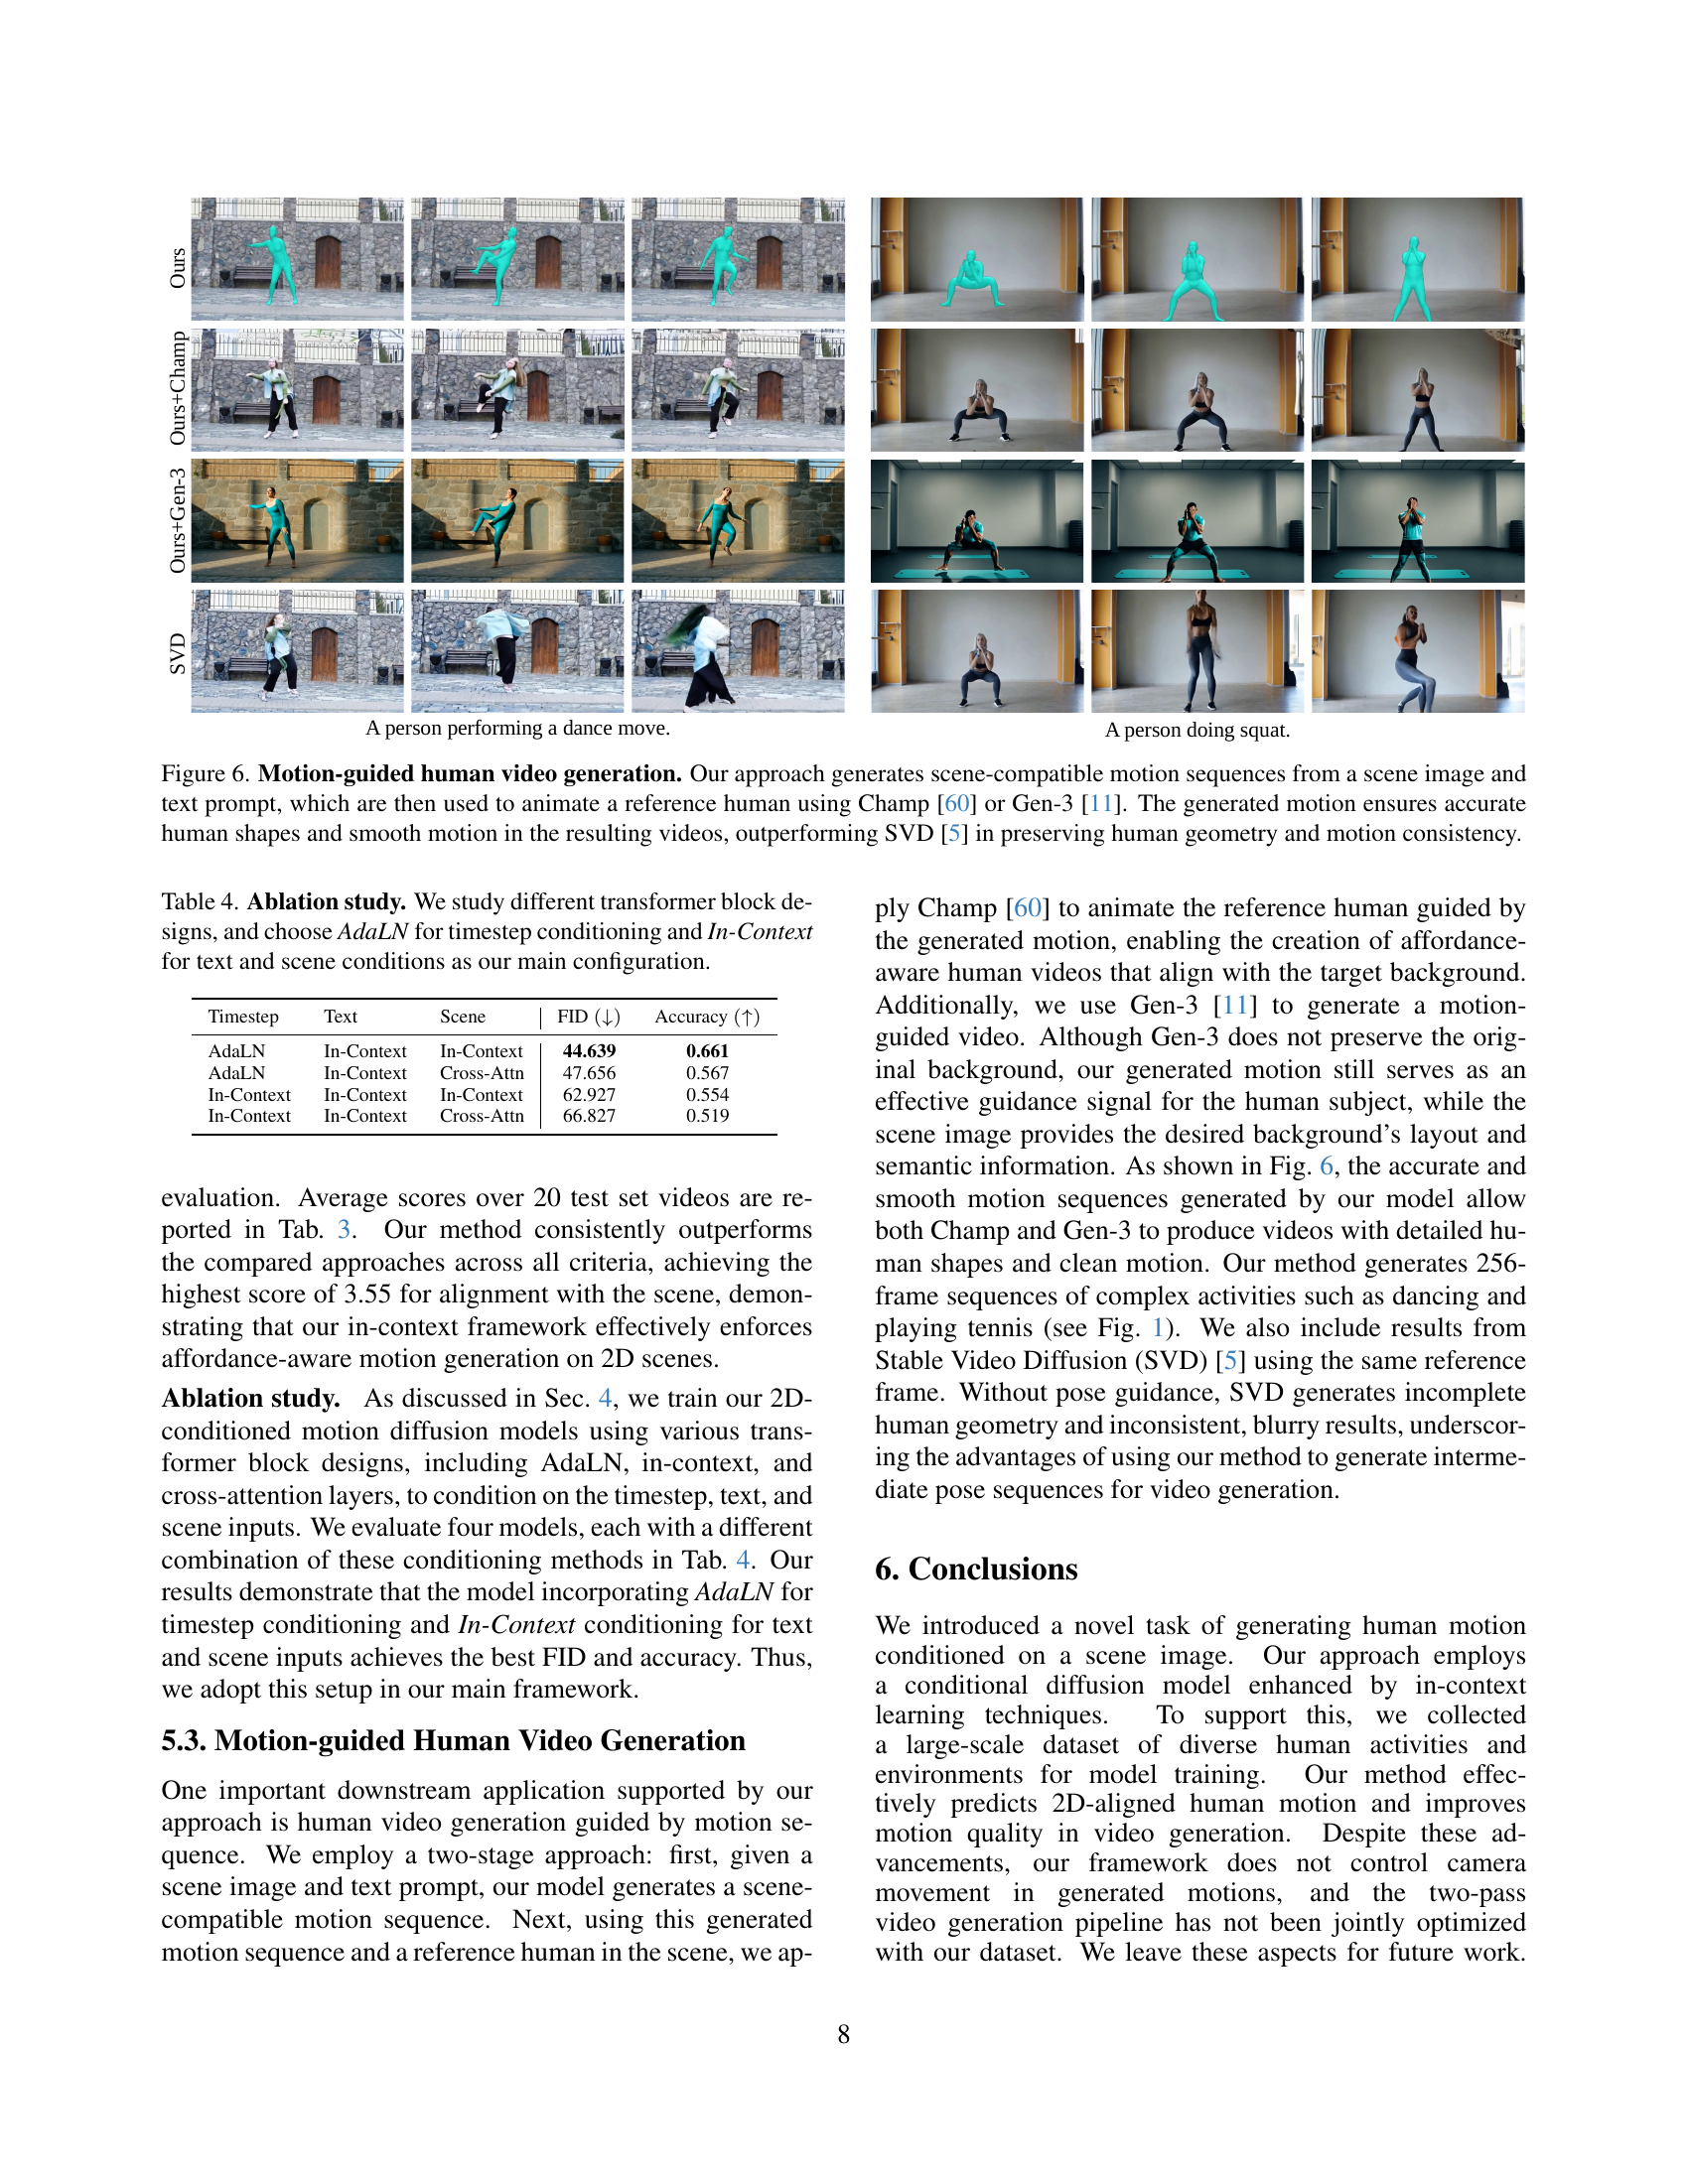 Ours
Ours+Champ
Ours+Gen-3
SVD
A person performing a dance move.
A person doing squat.
Figure 6. Motion-guided human video generation. Our approach generates scene-compatible motion sequences from a scene image and
text prompt, which are then used to animate a reference human using Champ [60] or Gen-3 [11]. The generated motion ensures accurate
human shapes and smooth motion in the resulting videos, outperforming SVD [5] in preserving human geometry and motion consistency.
Table 4. Ablation study. We study different transformer block de-
signs, and choose AdaLN for timestep conditioning and In-Context
for text and scene conditions as our main configuration.
Timestep Text Scene FID (↓) Accuracy (↑)
AdaLN In-Context In-Context 44.639 0.661
AdaLN In-Context Cross-Attn 47.656 0.567
In-Context In-Context In-Context 62.927 0.554
In-Context In-Context Cross-Attn 66.827 0.519
evaluation. Average scores over 20 test set videos are re-
ported in Tab. 3. Our method consistently outperforms
the compared approaches across all criteria, achieving the
highest score of 3.55 for alignment with the scene, demon-
strating that our in-context framework effectively enforces
affordance-aware motion generation on 2D scenes.
Ablation study. As discussed in Sec. 4, we train our 2D-
conditioned motion diffusion models using various trans-
former block designs, including AdaLN, in-context, and
cross-attention layers, to condition on the timestep, text, and
scene inputs. We evaluate four models, each with a different
combination of these conditioning methods in Tab. 4. Our
results demonstrate that the model incorporating AdaLN for
timestep conditioning and In-Context conditioning for text
and scene inputs achieves the best FID and accuracy. Thus,
we adopt this setup in our main framework.
5.3. Motion-guided Human Video Generation
One important downstream application supported by our
approach is human video generation guided by motion se-
quence. We employ a two-stage approach: first, given a
scene image and text prompt, our model generates a scene-
compatible motion sequence. Next, using this generated
motion sequence and a reference human in the scene, we ap-
ply Champ [60] to animate the reference human guided by
the generated motion, enabling the creation of affordance-
aware human videos that align with the target background.
Additionally, we use Gen-3 [11] to generate a motion-
guided video. Although Gen-3 does not preserve the orig-
inal background, our generated motion still serves as an
effective guidance signal for the human subject, while the
scene image provides the desired background's layout and
semantic information. As shown in Fig. 6, the accurate and
smooth motion sequences generated by our model allow
both Champ and Gen-3 to produce videos with detailed hu-
man shapes and clean motion. Our method generates 256-
frame sequences of complex activities such as dancing and
playing tennis (see Fig. 1). We also include results from
Stable Video Diffusion (SVD) [5] using the same reference
frame. Without pose guidance, SVD generates incomplete
human geometry and inconsistent, blurry results, underscor-
ing the advantages of using our method to generate interme-
diate pose sequences for video generation.
6. Conclusions
We introduced a novel task of generating human motion
conditioned on a scene image. Our approach employs
a conditional diffusion model enhanced by in-context
learning techniques. To support this, we collected
a large-scale dataset of diverse human activities and
environments for model training. Our method effec-
tively predicts 2D-aligned human motion and improves
motion quality in video generation. Despite these ad-
vancements, our framework does not control camera
movement in generated motions, and the two-pass
video generation pipeline has not been jointly optimized
with our dataset. We leave these aspects for future work.
8